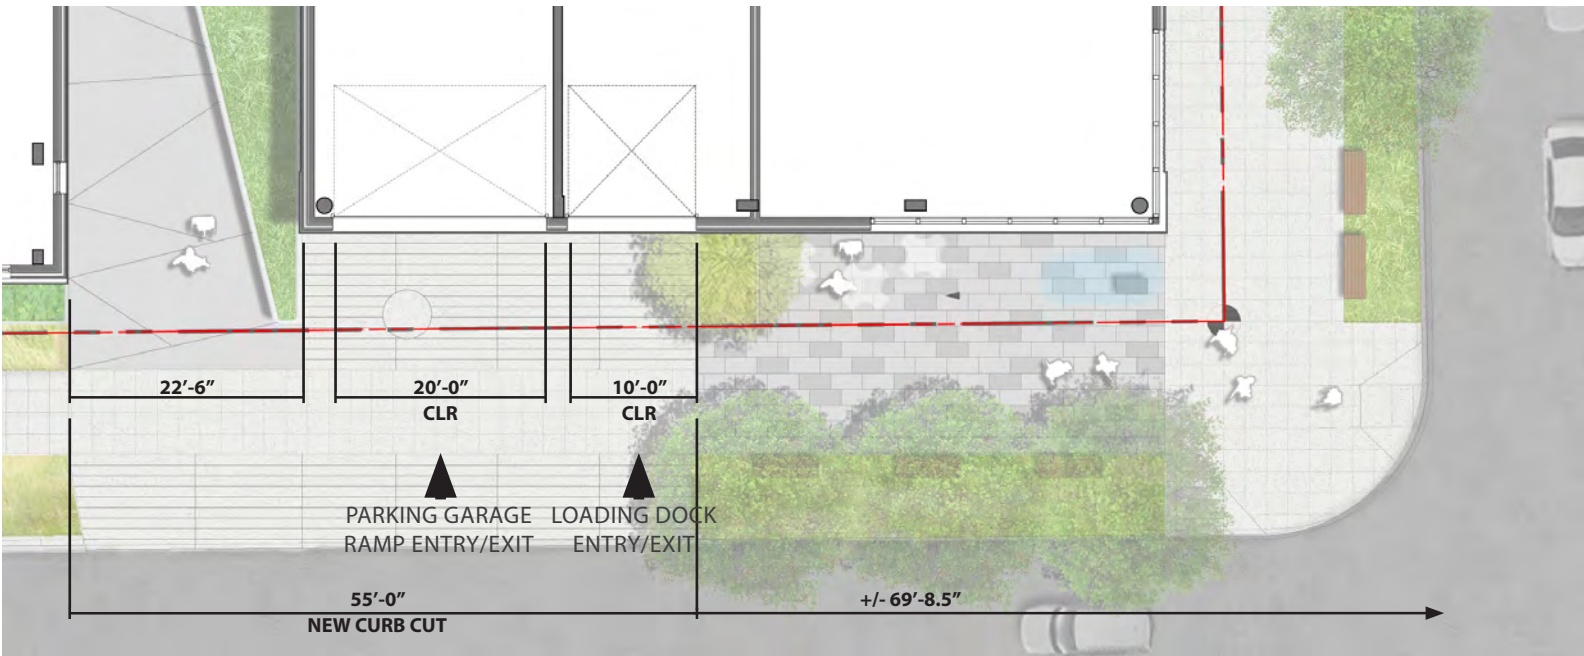 22’-6”
20’-0”
CLR
10’-0”
CLR
PARKING GARAGE
RAMP ENTRY/EXIT
LOADING DOCK
ENTRY/EXIT
55’-0”
NEW CURB CUT
+/- 69’-8.5”